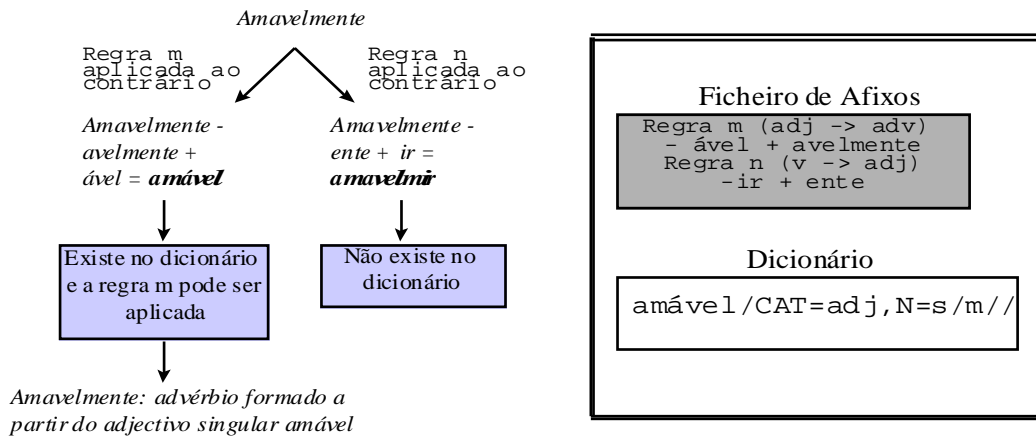 Amavelmente
Regra m
aplicada ao
contrário
Regra n
aplicada ao
contrário
Amavelmente -
avelmente +
ável = amável
Amavelmente -
ente + ir =
amavelmir
Existe no dicionário
e a regra m pode ser
aplicada
Não existe no
dicionário
Amavelmente: advérbio formado a
partir do adjectivo singular amável
Ficheiro de Afixos
Regra m (adj -> adv)
- ável + avelmente
Regra n (v -> adj)
-ir + ente
Dicionário
amável/CAT=adj,N=s/m//